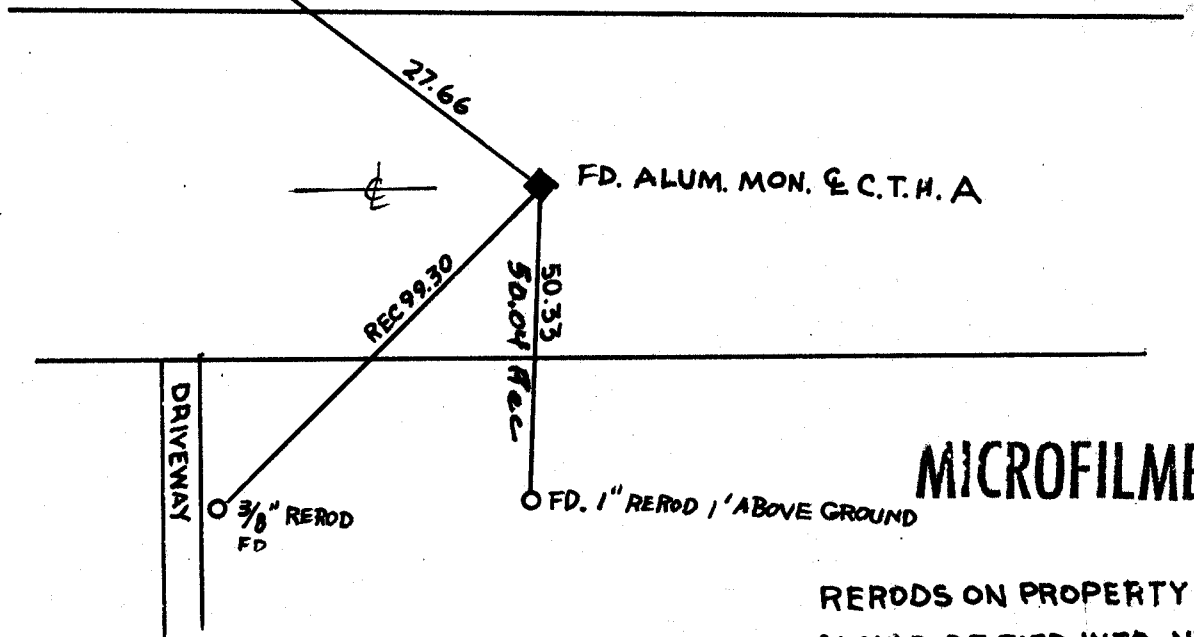 27.66
℄
FD. ALUM. MON. ℄ C.T.H. A
REC 99.30
50.33
50.04 Rec
DRIVEWAY
3/8" REROD
FD
FD. 1" REROD 1' ABOVE GROUND
MICROFILME
RERODS ON PROPERTY